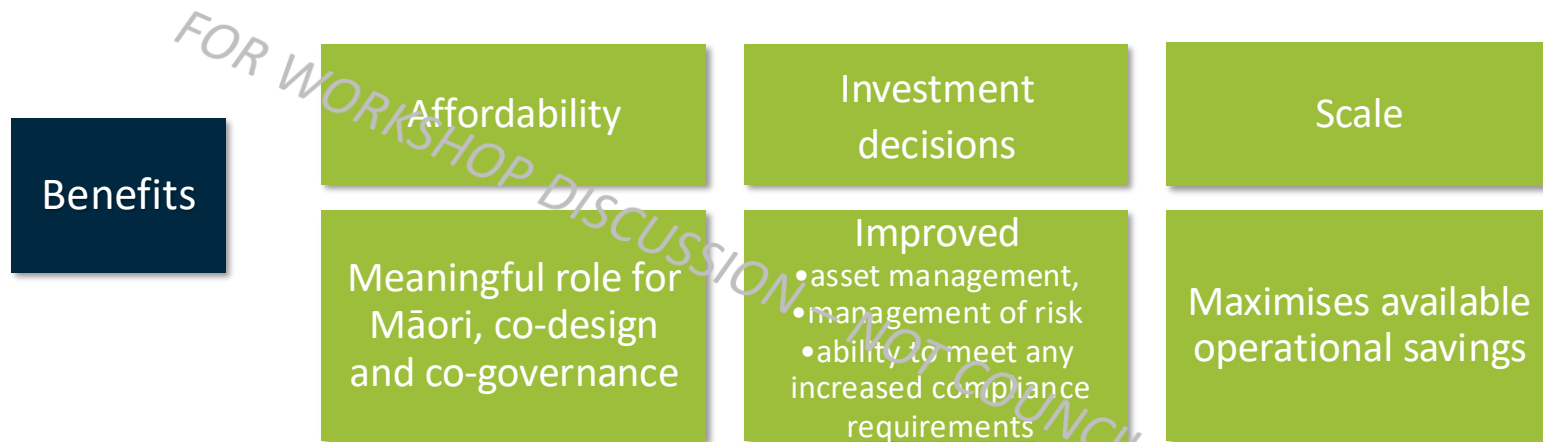 FOR WORKSHOP DISCUSSION – NOT COUNCIL
Benefits
Affordability
Investment
decisions
Scale
Meaningful role for
Māori, co-design
and co-governance
Improved
•asset management,
•management of risk
•ability to meet any
increased compliance
requirements
Maximises available
operational savings